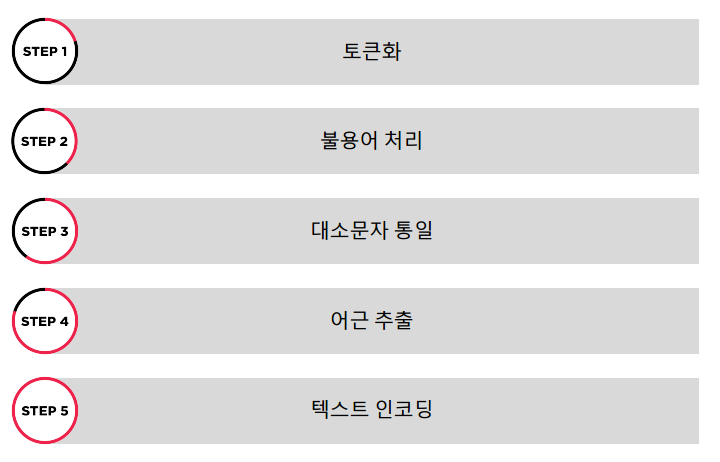 STEP 1
토큰화
STEP 2
불용어 처리
STEP 3
대소문자 통일
STEP 4
어근 추출
STEP 5
텍스트 인코딩